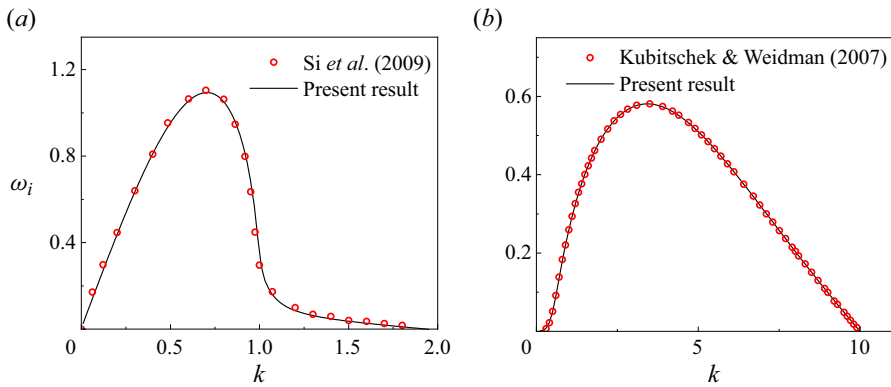 (a)
Si et al. (2009)
Present result
1.2
0.8
0.4
ωi
0 0.5 1.0 1.5 2.0
k
(b)
Kubitschek & Weidman (2007)
Present result
0.6
0.4
0.2
0 5 10
k